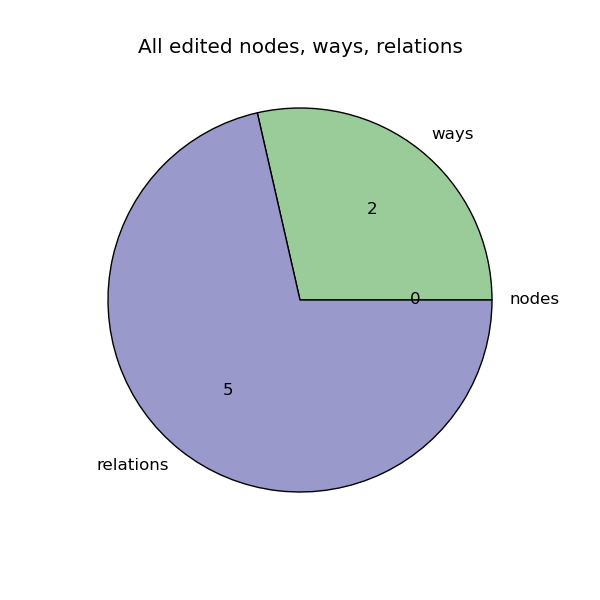 All edited nodes, ways, relations
ways
2
0
nodes
5
relations